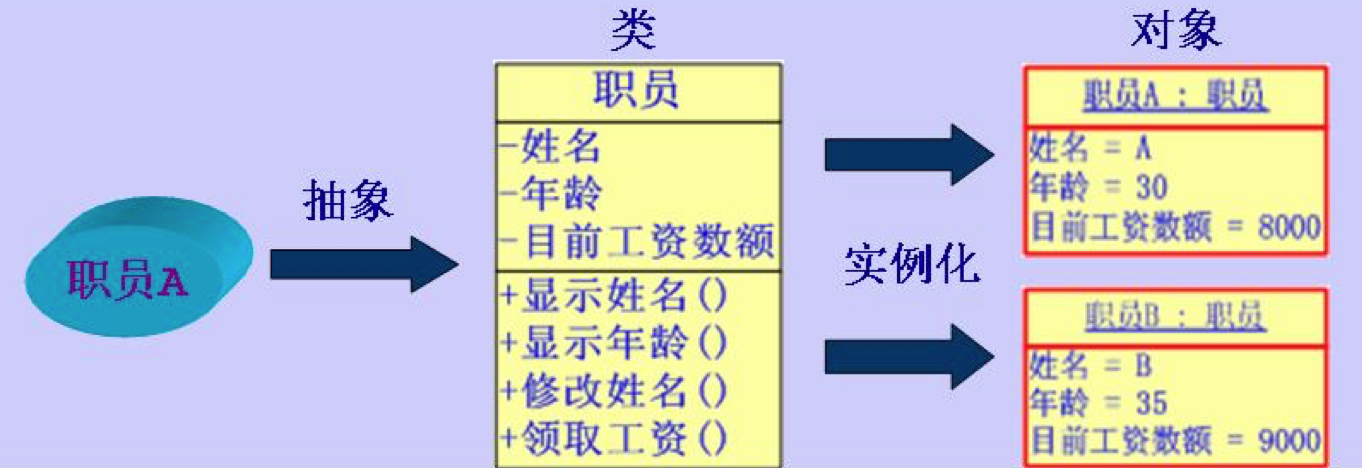 职员A
抽象
类
职员
-姓名
-年龄
-目前工资数额
+显示姓名()
+显示年龄()
+修改姓名()
+领取工资()
实例化
对象
职员A : 职员
姓名 = A
年龄 = 30
目前工资数额 = 8000
职员B : 职员
姓名 = B
年龄 = 35
目前工资数额 = 9000